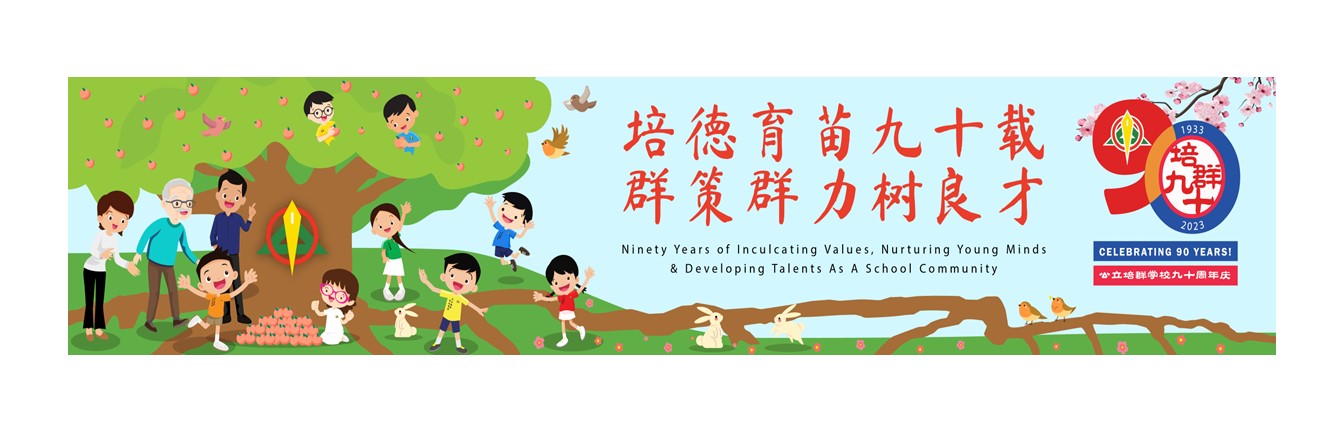 培德育苗九十载
群策群力树良才
Ninety Years of Inculcating Values, Nurturing Young Minds
& Developing Talents As A School Community
1933
培群
九十
2023
CELEBRATING 90 YEARS!
公立培群学校九十周年庆